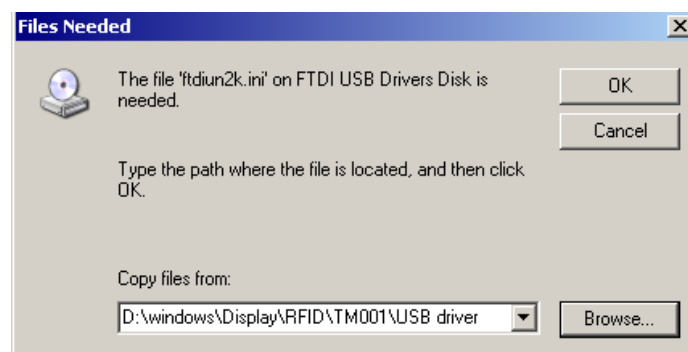 Files Needed
The file 'ftdiun2k.ini' on FTDI USB Drivers Disk is
needed.
OK
Cancel
Type the path where the file is located, and then click
OK.
Copy files from:
D:\windows\Display\RFID\TM001\USB driver
Browse...